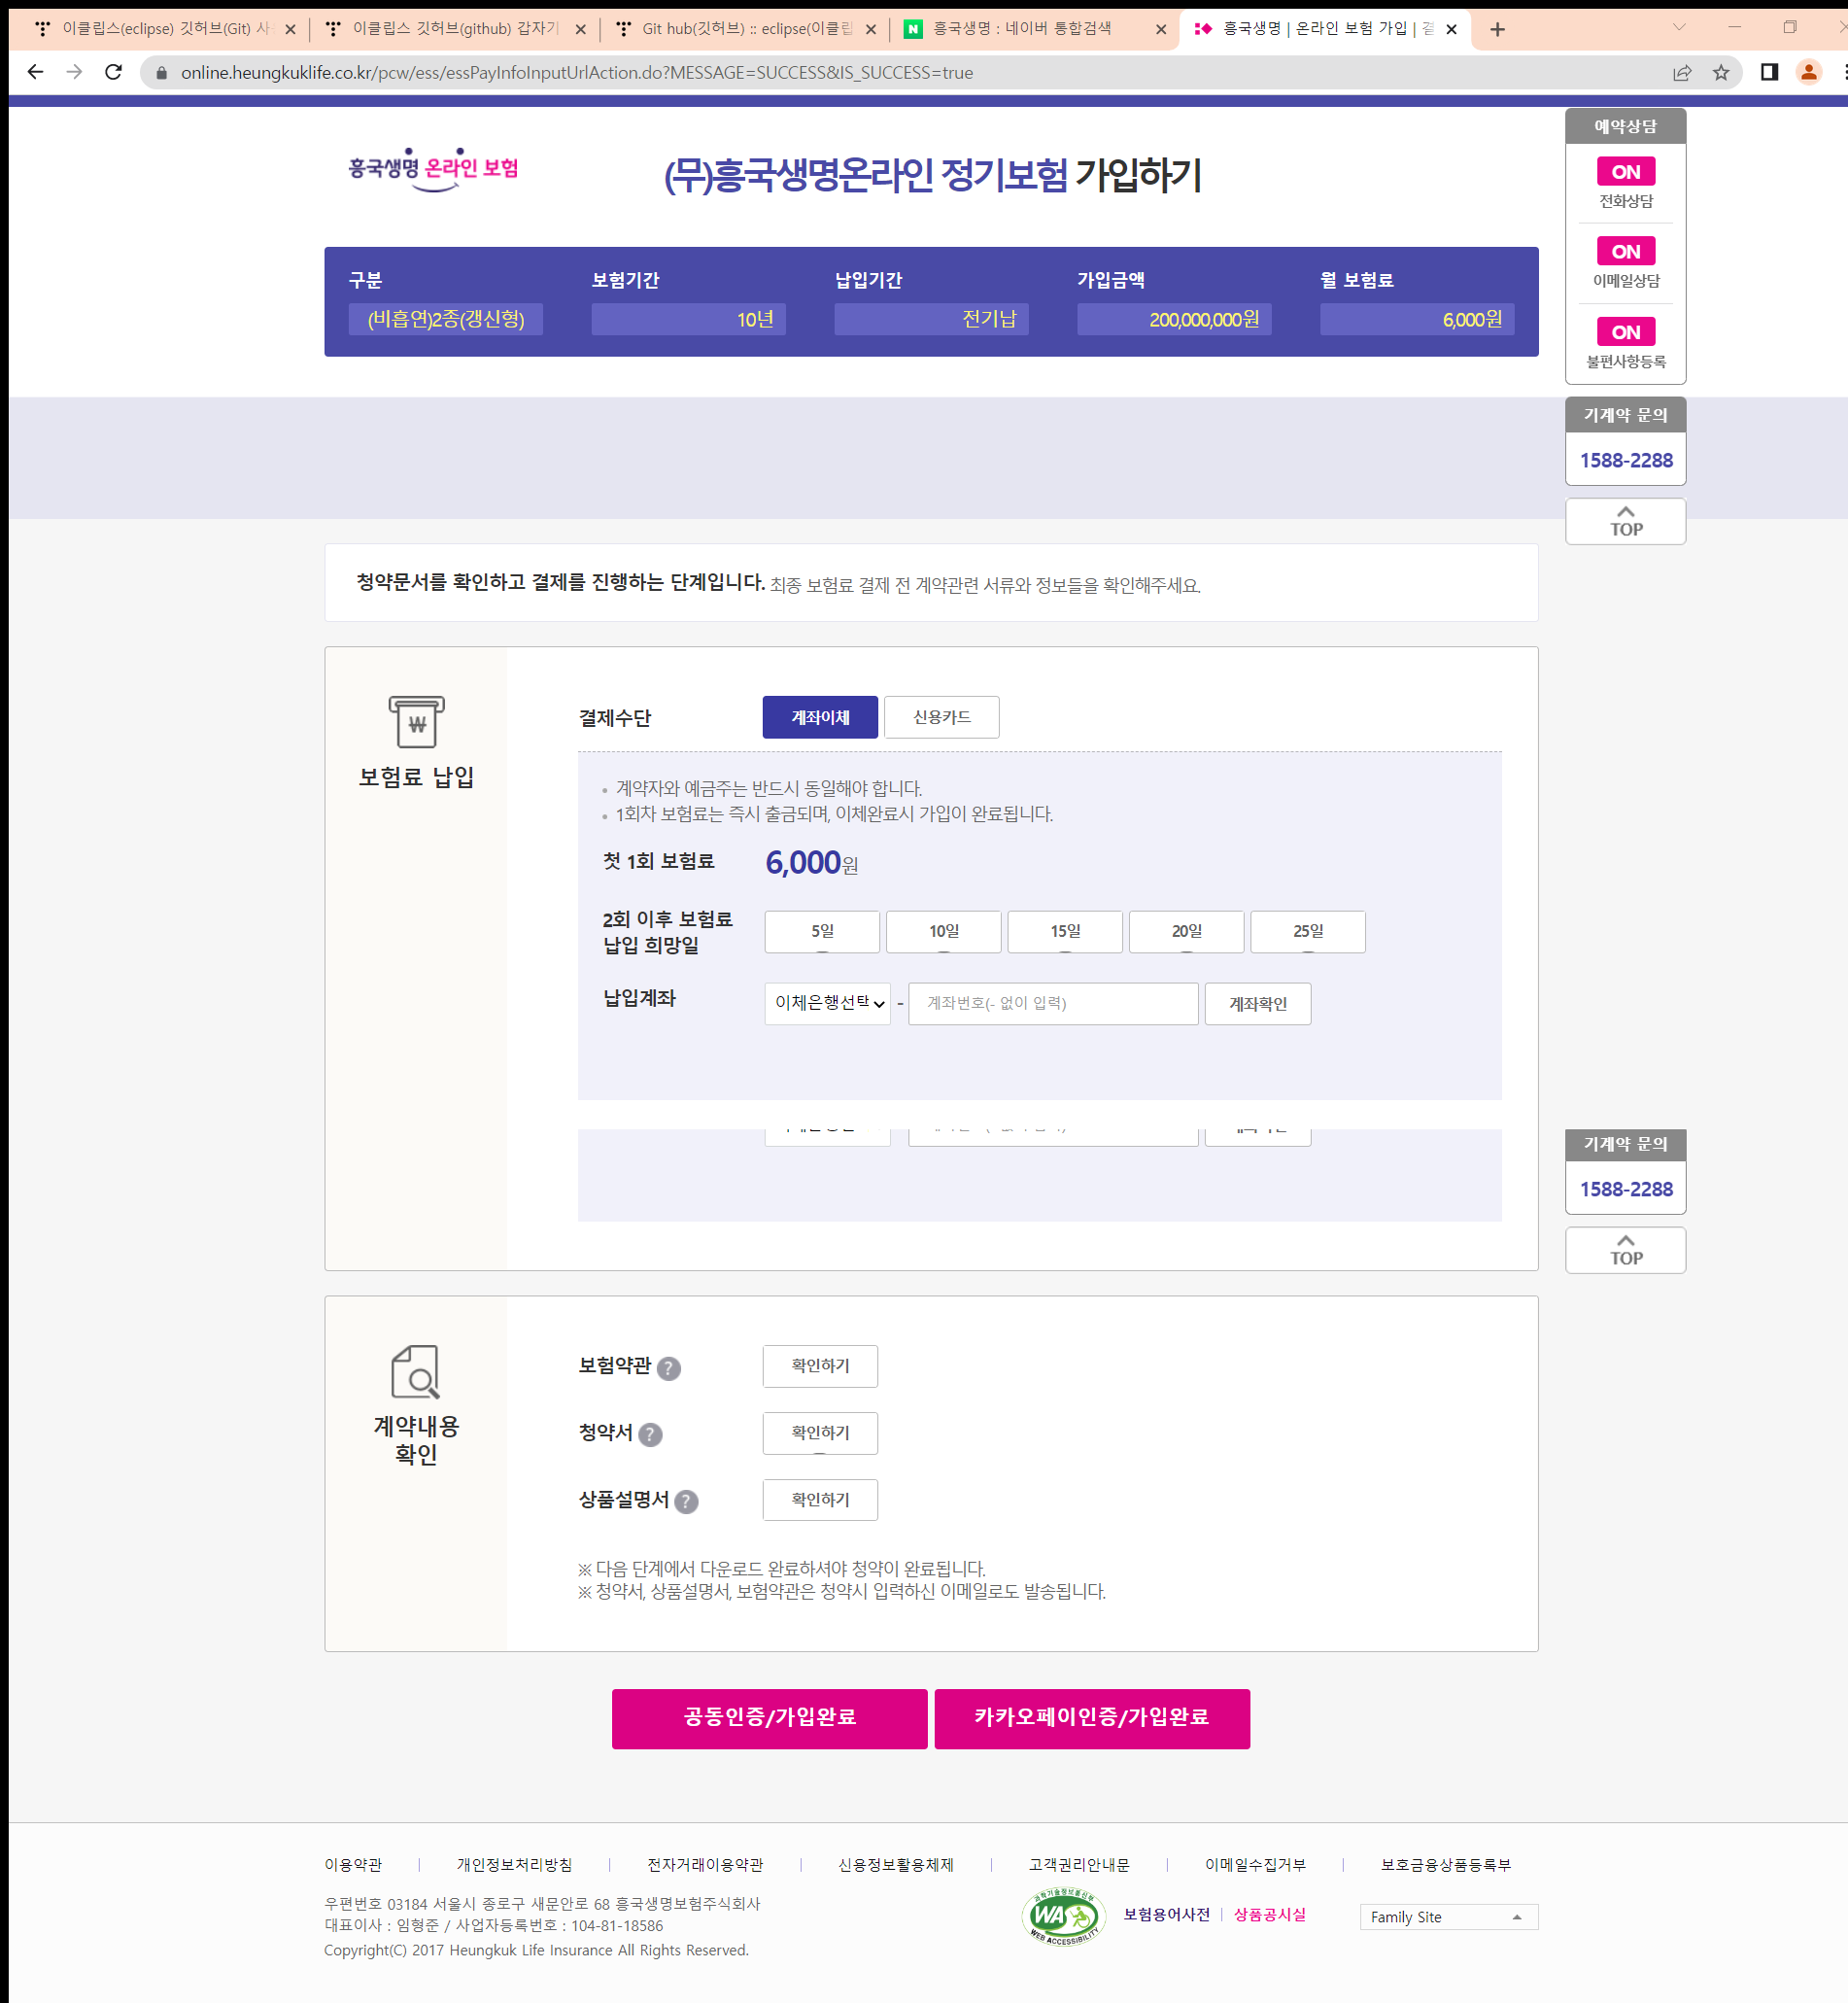 이클립스(eclipse) 깃허브(Git) 사
이클립스 깃허브(github) 갑자기
Git hub(깃허브) :: eclipse(이클립
흥국생명 : 네이버 통합검색
흥국생명 | 온라인 보험 가입 | 결
online.heungkuklife.co.kr/pcw/ess/essPayInfoInputUrlAction.do?MESSAGE=SUCCESS&IS_SUCCESS=true
흥국생명 온라인 보험
(무)흥국생명온라인 정기보험 가입하기
예약상담
ON
전화상담
ON
이메일상담
ON
불편사항등록
구분
보험기간
납입기간
가입금액
월 보험료
(비흡연)2종(갱신형)
10년
전기납
200,000,000원
6,000원
기계약 문의
1588-2288
TOP
청약문서를 확인하고 결제를 진행하는 단계입니다. 최종 보험료 결제 전 계약관련 서류와 정보들을 확인해주세요.
보험료 납입
결제수단
계좌이체
신용카드
계약자와 예금주는 반드시 동일해야 합니다.
1회차 보험료는 즉시 출금되며, 이체완료시 가입이 완료됩니다.
첫 1회 보험료
6,000원
2회 이후 보험료
납입 희망일
5일
10일
15일
20일
25일
납입계좌
이체은행선택
-
계좌번호(- 없이 입력)
계좌확인
기계약 문의
1588-2288
TOP
계약내용
확인
보험약관 ?
확인하기
청약서 ?
확인하기
상품설명서 ?
확인하기
※ 다음 단계에서 다운로드 완료하셔야 청약이 완료됩니다.
※ 청약서, 상품설명서, 보험약관은 청약시 입력하신 이메일로도 발송됩니다.
공동인증/가입완료
카카오페이인증/가입완료
이용약관
개인정보처리방침
전자거래이용약관
신용정보활용체제
고객권리안내문
이메일수집거부
보호금융상품등록부
우편번호 03184 서울시 종로구 새문안로 68 흥국생명보험주식회사
대표이사 : 임형준 / 사업자등록번호 : 104-81-18586
Copyright(C) 2017 Heungkuk Life Insurance All Rights Reserved.
과학기술정보통신부
WA
WEB ACCESSIBILITY
보험용어사전
상품공시실
Family Site